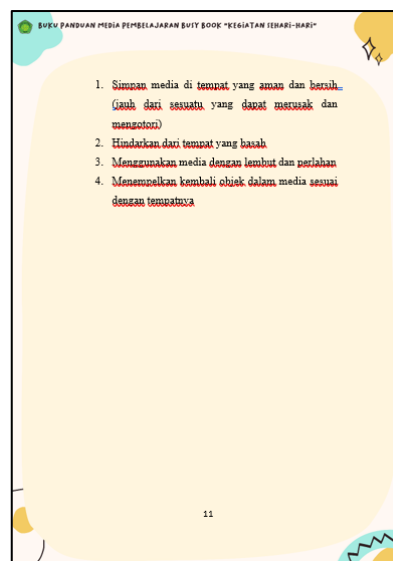 BUKU PANDUAN MEDIA PEMBELAJARAN BUSY BOOK "KEGIATAN SEHARI-HARI"
1. Simpan media di tempat yang aman dan bersih
(jauh dari sesuatu yang dapat merusak dan
mengotori)
2. Hindarkan dari tempat yang basah
3. Menggunakan media dengan lembut dan perlahan
4. Menempelkan kembali objek dalam media sesuai
dengan tempatnya
11